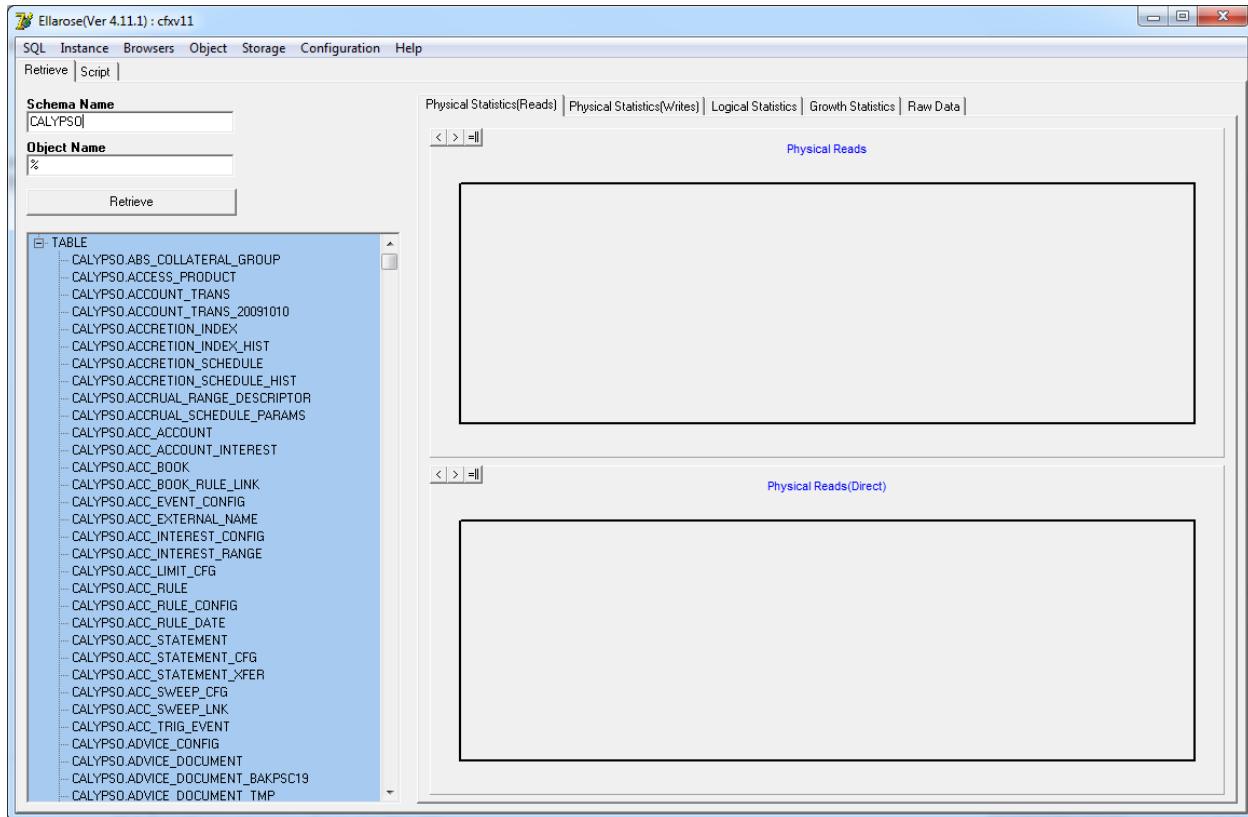 Ellarose(Ver 4.11.1) : cfxv11
SQL Instance Browsers Object Storage Configuration Help
Retrieve Script
Schema Name
CALYPSO
Object Name
%
Retrieve
TABLE
CALYPSO.ABS_COLLATERAL_GROUP
CALYPSO.ACCESS_PRODUCT
CALYPSO.ACCOUNT_TRANS
CALYPSO.ACCOUNT_TRANS_20091010
CALYPSO.ACCRETION_INDEX
CALYPSO.ACCRETION_INDEX_HIST
CALYPSO.ACCRETION_SCHEDULE
CALYPSO.ACCRETION_SCHEDULE_HIST
CALYPSO.ACCRUAL_RANGE_DESCRIPTOR
CALYPSO.ACCRUAL_SCHEDULE_PARAMS
CALYPSO.ACC_ACCOUNT
CALYPSO.ACC_ACCOUNT_INTEREST
CALYPSO.ACC_BOOK
CALYPSO.ACC_BOOK_RULE_LINK
CALYPSO.ACC_EVENT_CONFIG
CALYPSO.ACC_EXTERNAL_NAME
CALYPSO.ACC_INTEREST_CONFIG
CALYPSO.ACC_INTEREST_RANGE
CALYPSO.ACC_LIMIT_CFG
CALYPSO.ACC_RULE
CALYPSO.ACC_RULE_CONFIG
CALYPSO.ACC_RULE_DATE
CALYPSO.ACC_STATEMENT
CALYPSO.ACC_STATEMENT_CFG
CALYPSO.ACC_STATEMENT_XFER
CALYPSO.ACC_SWEEP_CFG
CALYPSO.ACC_SWEEP_LNK
CALYPSO.ACC_TRIG_EVENT
CALYPSO.ADVICE_CONFIG
CALYPSO.ADVICE_DOCUMENT
CALYPSO.ADVICE_DOCUMENT_BAKPSC19
CALYPSO.ADVICE_DOCUMENT_TMP
Physical Statistics(Reads) Physical Statistics(Writes) Logical Statistics Growth Statistics Raw Data
< > =||
Physical Reads
< > =||
Physical Reads(Direct)